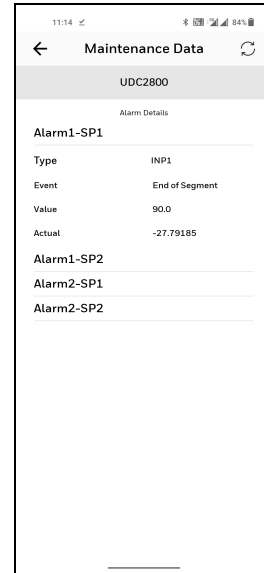 11:14 84%
Maintenance Data
UDC2800
Alarm Details
Alarm1-SP1
Type INP1
Event End of Segment
Value 90.0
Actual -27.79185
Alarm1-SP2
Alarm2-SP1
Alarm2-SP2